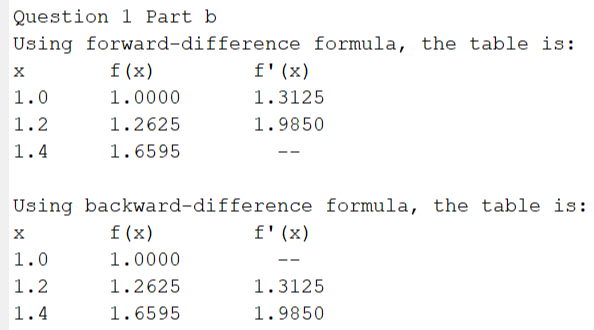 Question 1 Part b
Using forward-difference formula, the table is:
x f(x) f'(x)
1.0 1.0000 1.3125
1.2 1.2625 1.9850
1.4 1.6595 --
Using backward-difference formula, the table is:
x f(x) f'(x)
1.0 1.0000 --
1.2 1.2625 1.3125
1.4 1.6595 1.9850